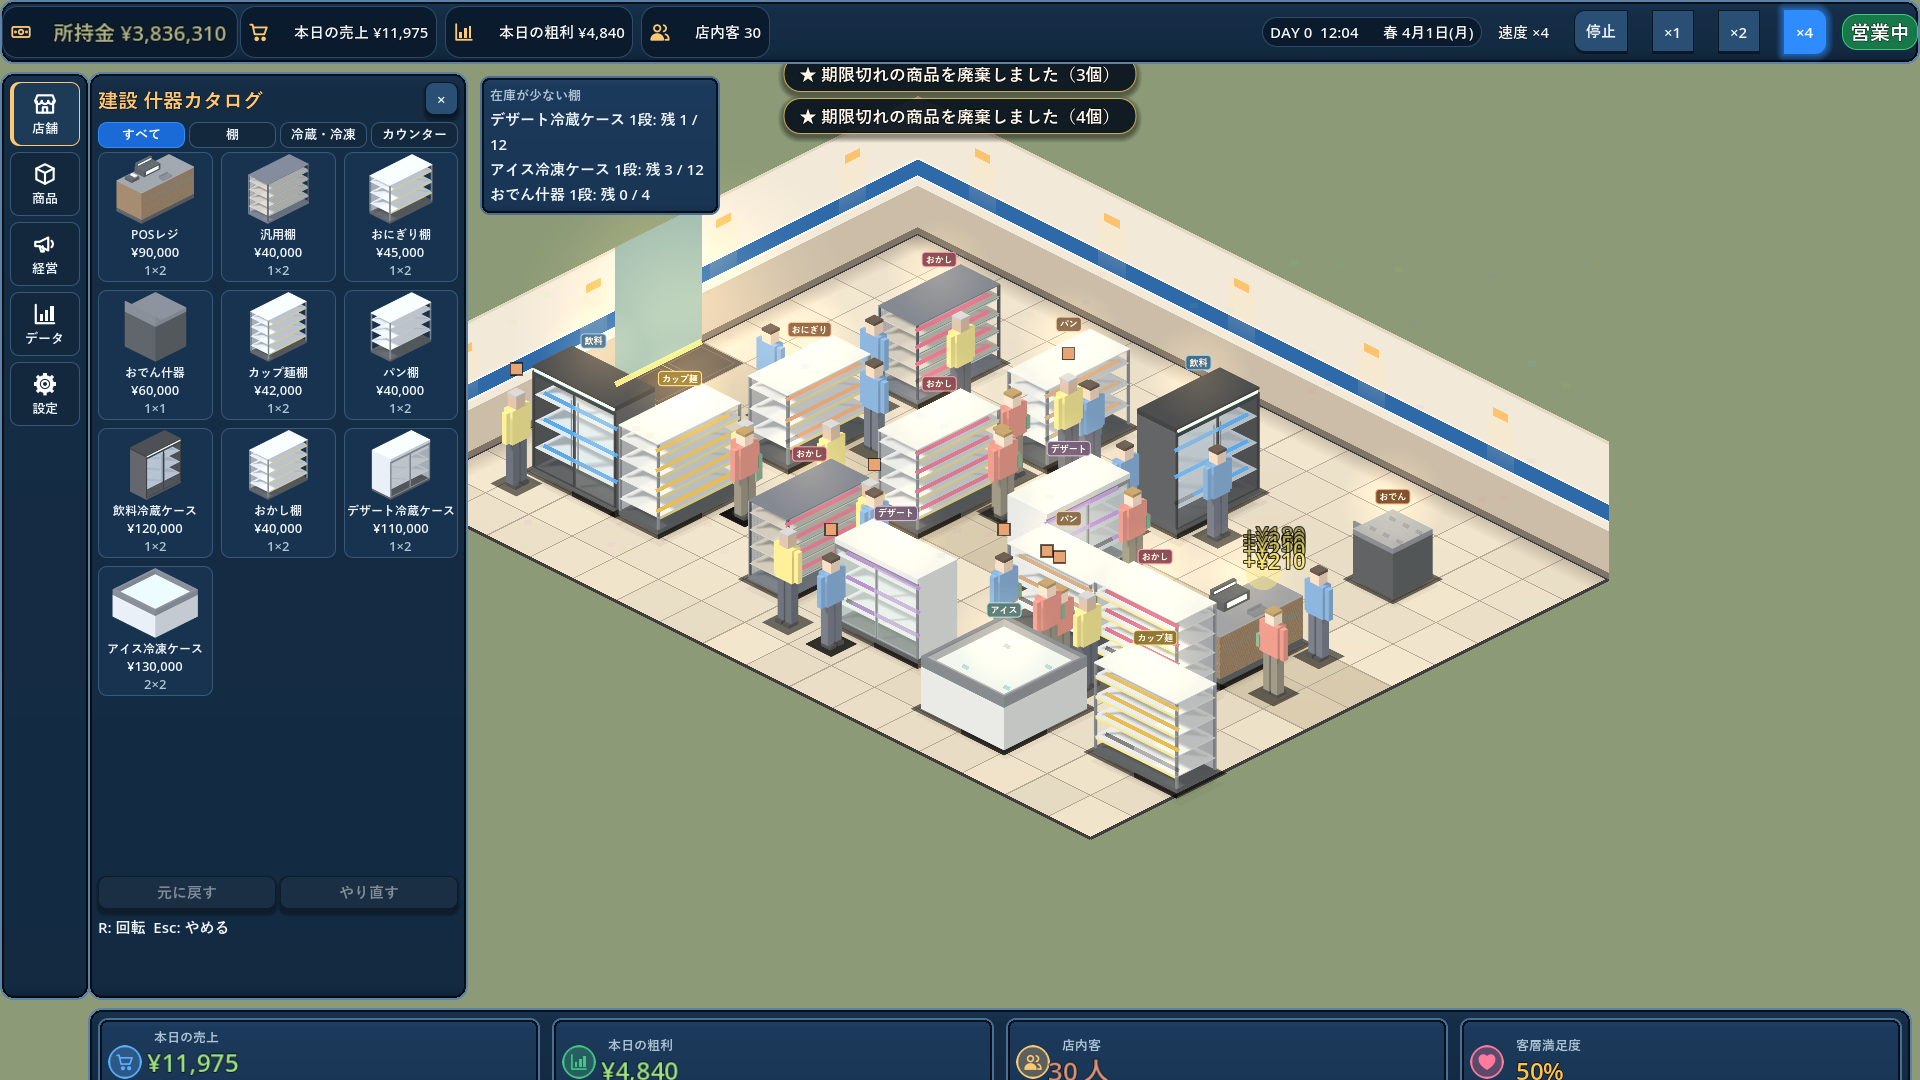 所持金 ¥3,836,310
本日の売上 ¥11,975
本日の粗利 ¥4,840
店内客 30
DAY 0 12:04 春 4月1日(月)
速度 ×4
停止
×1
×2
×4
営業中
店舗
商品
経営
データ
設定
建設 什器カタログ
×
すべて
棚
冷蔵・冷凍
カウンター
POSレジ
¥90,000
1×2
汎用棚
¥40,000
1×2
おにぎり棚
¥45,000
1×2
おでん什器
¥60,000
1×1
カップ麺棚
¥42,000
1×2
パン棚
¥40,000
1×2
飲料冷蔵ケース
¥120,000
1×2
おかし棚
¥40,000
1×2
デザート冷蔵ケース
¥110,000
1×2
アイス冷凍ケース
¥130,000
2×2
元に戻す
やり直す
R: 回転 Esc: やめる
在庫が少ない棚
デザート冷蔵ケース 1段: 残 1 /
12
アイス冷凍ケース 1段: 残 3 / 12
おでん什器 1段: 残 0 / 4
★ 期限切れの商品を廃棄しました（3個）
★ 期限切れの商品を廃棄しました（4個）
おかし
おにぎり
パン
飲料
飲料
カップ麺
おかし
おかし
デザート
デザート
パン
おでん
おかし
アイス
カップ麺
+¥210
本日の売上
¥11,975
本日の粗利
¥4,840
店内客
30 人
客層満足度
50%